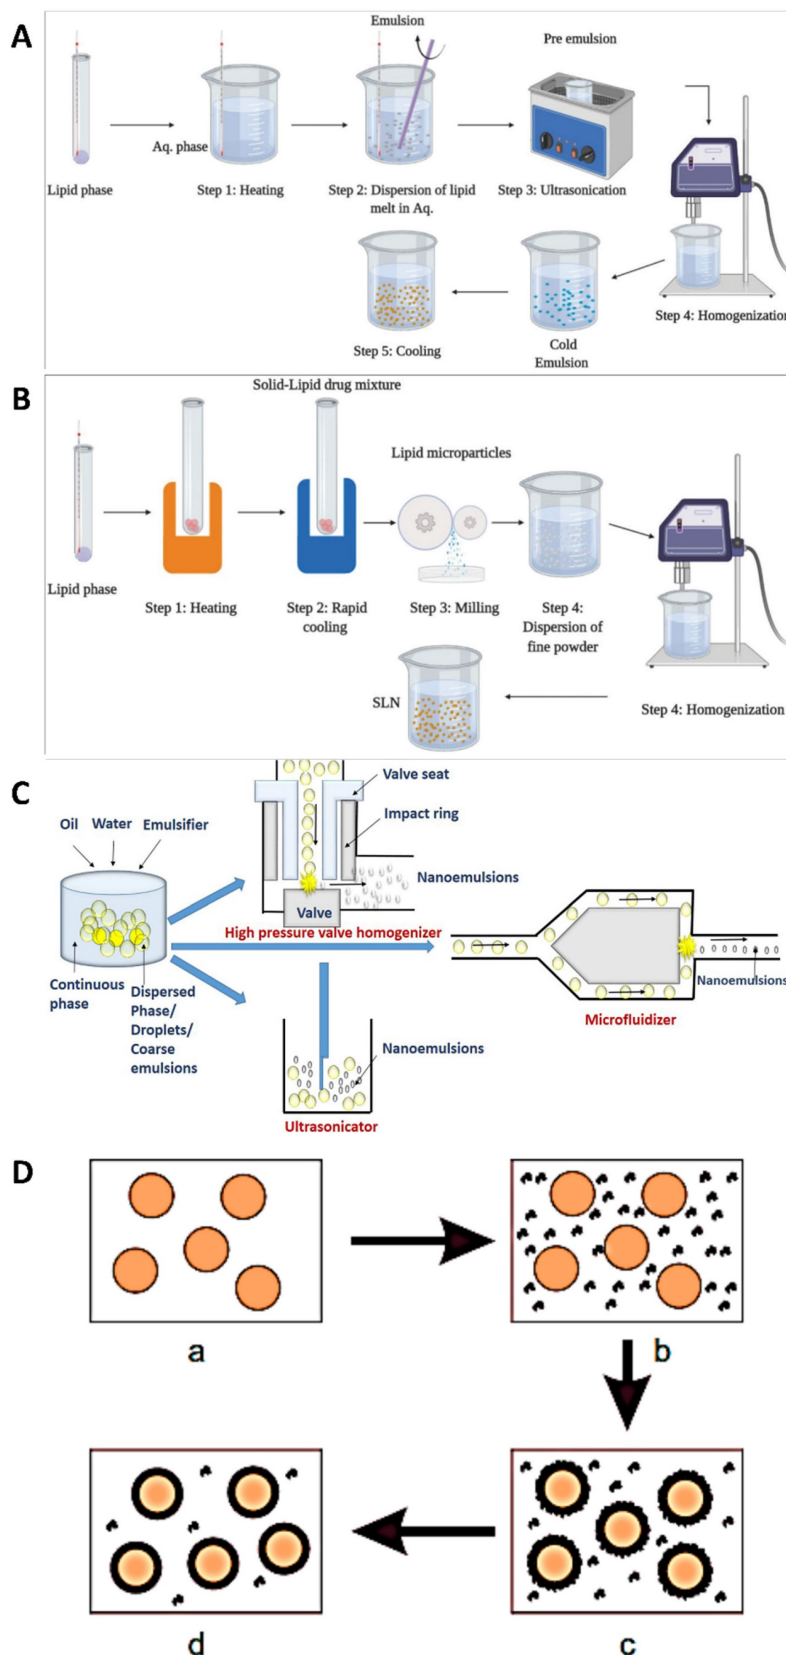 A
Emulsion
Pre emulsion
Aq. phase
Lipid phase
Step 1: Heating
Step 2: Dispersion of lipid
melt in Aq.
Step 3: Ultrasonication
Step 4: Homogenization
Step 5: Cooling
Cold
Emulsion
B
Solid-Lipid drug mixture
Lipid microparticles
Lipid phase
Step 1: Heating
Step 2: Rapid
cooling
Step 3: Milling
Step 4:
Dispersion of
fine powder
Step 4: Homogenization
SLN
C
Valve seat
Oil
Water
Emulsifier
Impact ring
Nanoemulsions
Valve
High pressure valve homogenizer
Continuous
phase
Dispersed
Phase/
Droplets/
Coarse
emulsions
Nanoemulsions
Microfluidizer
Nanoemulsions
Ultrasonicator
D
a
b
d
c